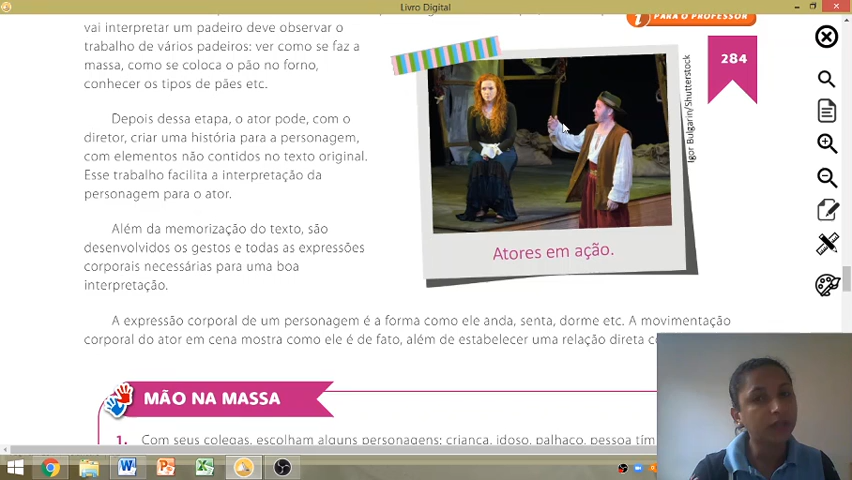 Livro Digital
PARA O PROFESSOR
vai interpretar um padeiro deve observar o
trabalho de vários padeiros: ver como se faz a
massa, como se coloca o pão no forno,
conhecer os tipos de pães etc.
284
Igor Bulgarin/Shutterstock
Depois dessa etapa, o ator pode, com o
diretor, criar uma história para a personagem,
com elementos não contidos no texto original.
Esse trabalho facilita a interpretação da
personagem para o ator.
Além da memorização do texto, são
desenvolvidos os gestos e todas as expressões
corporais necessárias para uma boa
interpretação.
Atores em ação.
A expressão corporal de um personagem é a forma como ele anda, senta, dorme etc. A movimentação
corporal do ator em cena mostra como ele é de fato, além de estabelecer uma relação direta
MÃO NA MASSA
1. Com seus colegas, escolham alguns personagens: criança, idoso, palhaço, pessoa